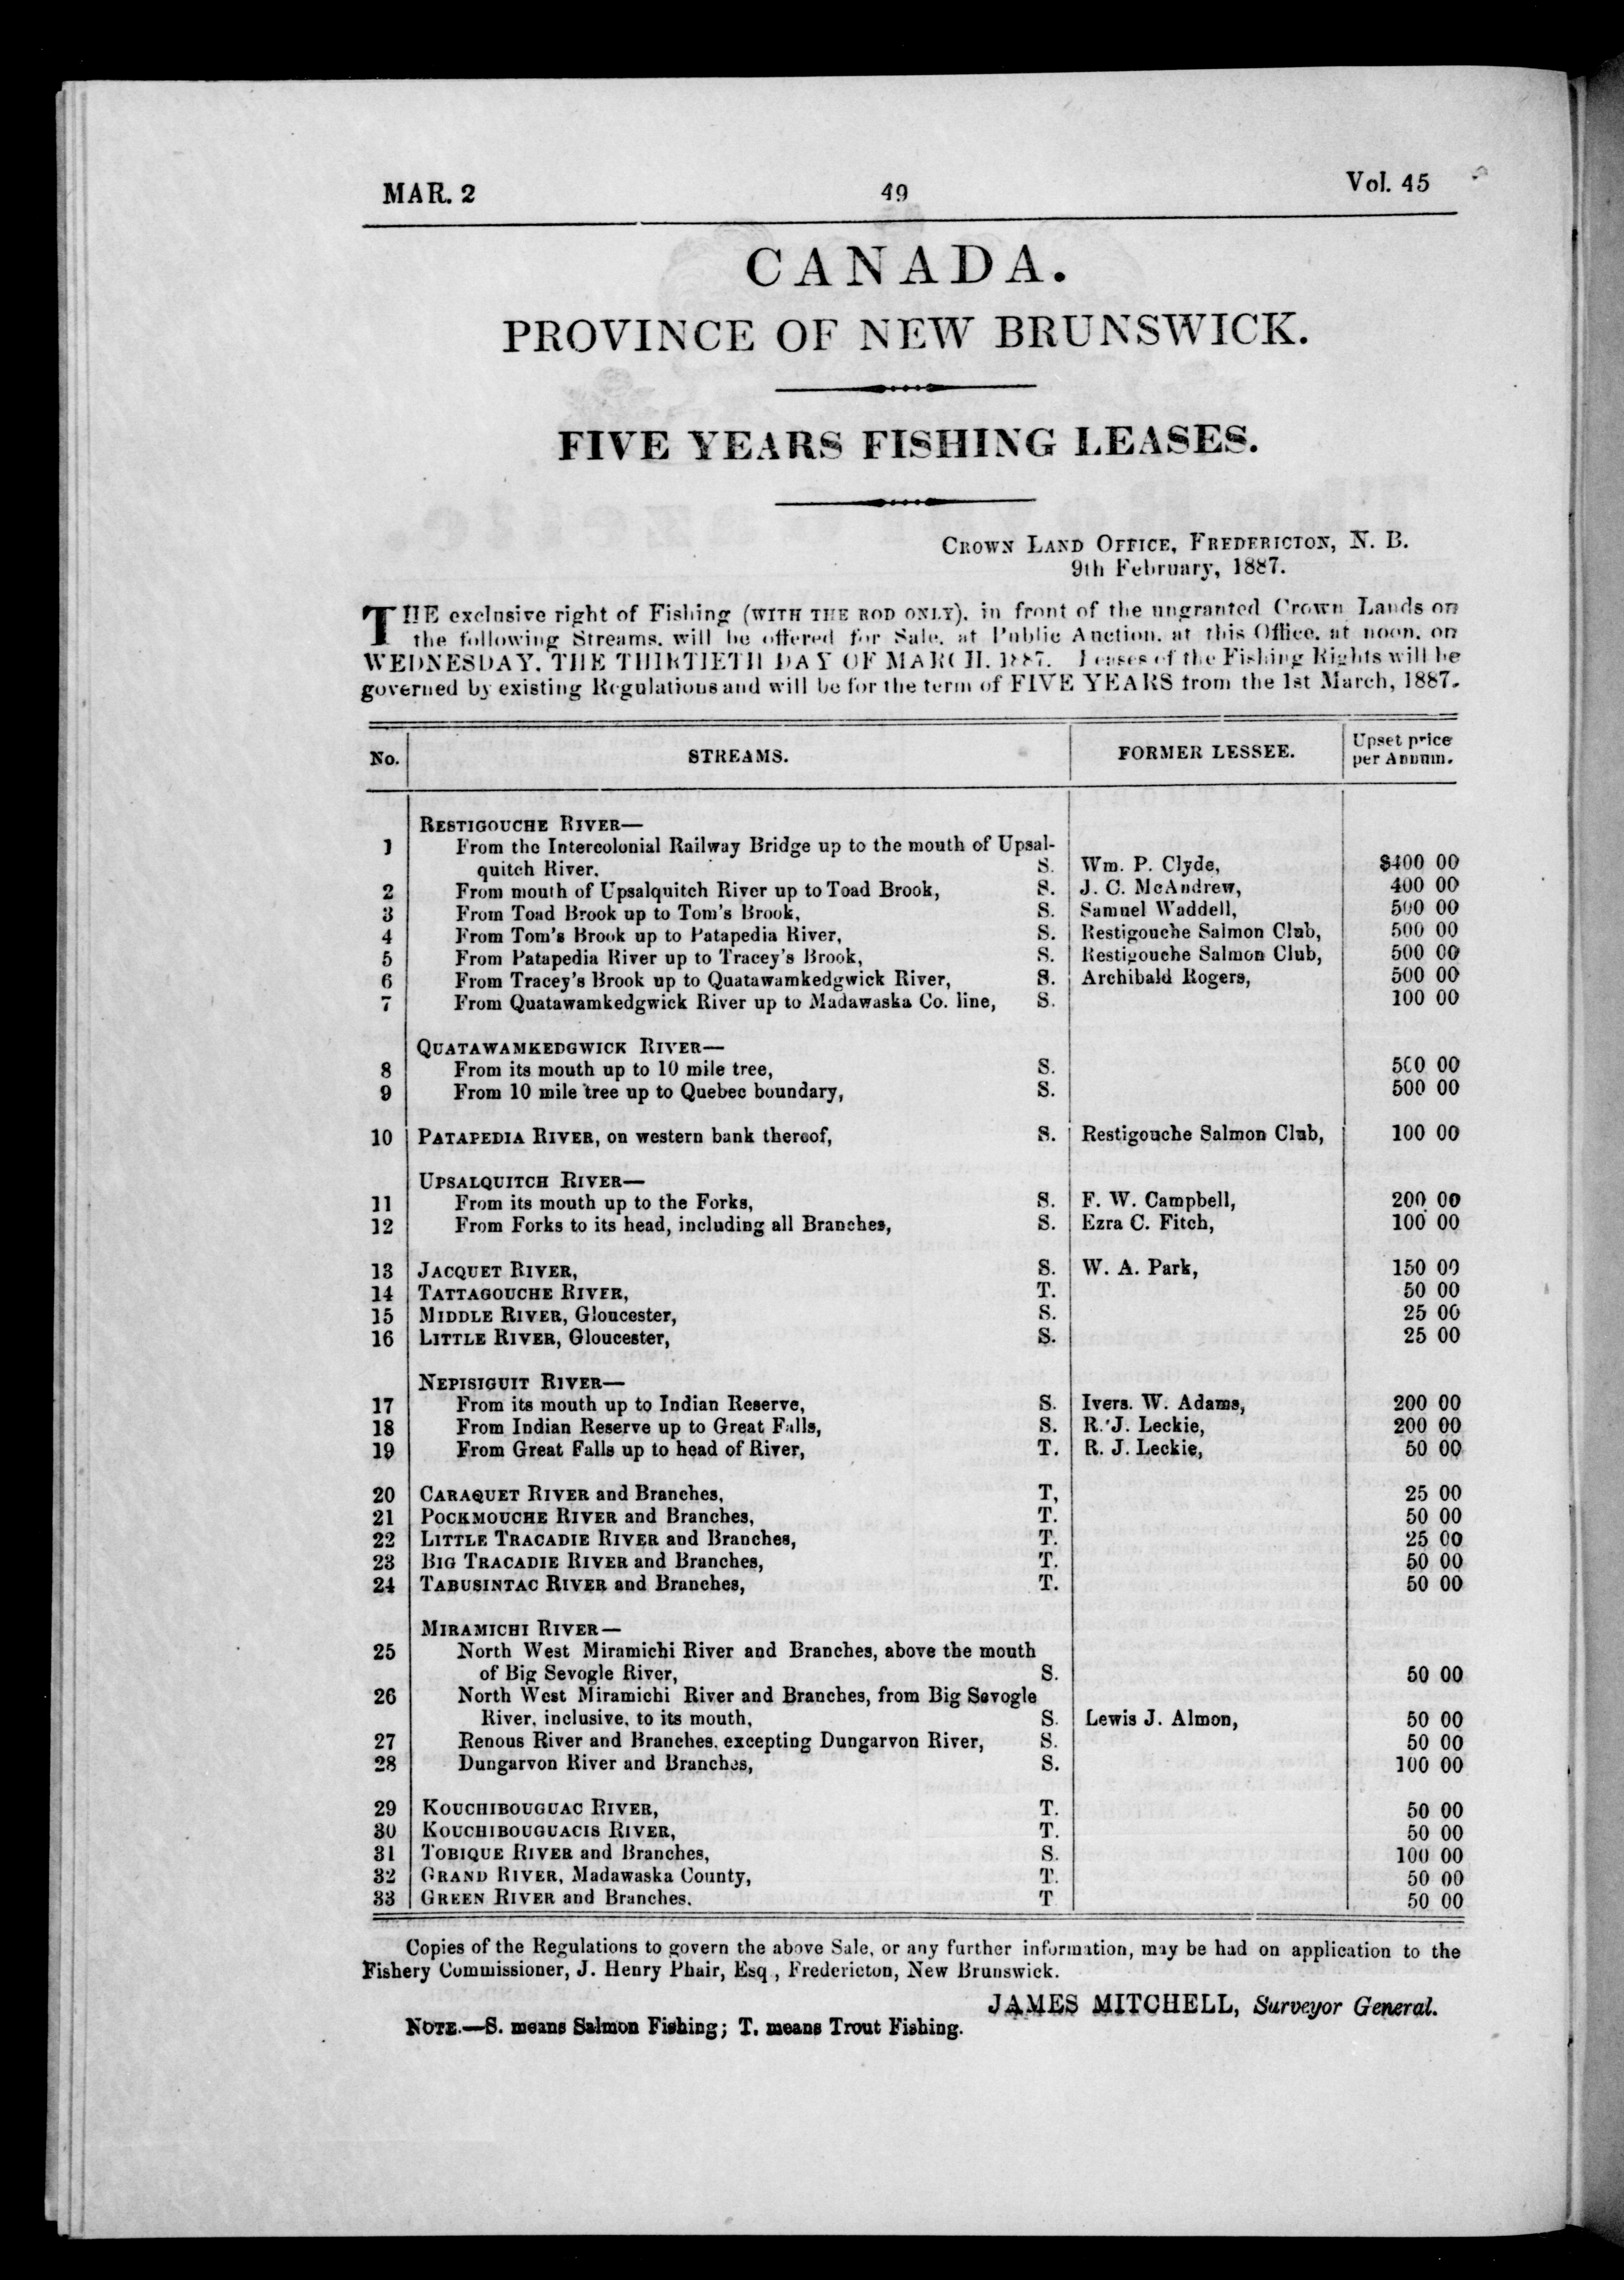 MAR. 2 49 Vol. 45
CANADA.
PROVINCE OF NEW BRUNSWICK.
FIVE YEARS FISHING LEASES.
CROWN LAND OFFICE, FREDERICTON, N. B.
9th February, 1887.
THE exclusive right of Fishing (WITH THE ROD ONLY), in front of the ungranted Crown Lands on
the following Streams, will be offered for Sale, at Public Auction, at this Office, at noon, on
WEDNESDAY, THE THIRTIETH DAY OF MARCH, 1887. Leases of the Fishing Rights will be
governed by existing Regulations and will be for the term of FIVE YEARS from the 1st March, 1887.
No. STREAMS. FORMER LESSEE. Upset price per Annum.
RESTIGOUCHE RIVER—
1 From the Intercolonial Railway Bridge up to the mouth of Upsal-
quitch River. S. Wm. P. Clyde, $400 00
2 From mouth of Upsalquitch River up to Toad Brook, S. J. C. McAndrew, 400 00
3 From Toad Brook up to Tom's Brook, S. Samuel Waddell, 500 00
4 From Tom's Brook up to Patapedia River, S. Restigouche Salmon Club, 500 00
5 From Patapedia River up to Tracey's Brook, S. Restigouche Salmon Club, 500 00
6 From Tracey's Brook up to Quatawamkedgwick River, S. Archibald Rogers, 500 00
7 From Quatawamkedgwick River up to Madawaska Co. line, S. 100 00
QUATAWAMKEDGWICK RIVER—
8 From its mouth up to 10 mile tree, S. 500 00
9 From 10 mile tree up to Quebec boundary, S. 500 00
10 PATAPEDIA RIVER, on western bank thereof, S. Restigouche Salmon Club, 100 00
UPSALQUITCH RIVER—
11 From its mouth up to the Forks, S. F. W. Campbell, 200 00
12 From Forks to its head, including all Branches, S. Ezra C. Fitch, 100 00
13 JACQUET RIVER, S. W. A. Park, 150 00
14 TATTAGOUCHE RIVER, T. 50 00
15 MIDDLE RIVER, Gloucester, S. 25 00
16 LITTLE RIVER, Gloucester, S. 25 00
NEPISIGUIT RIVER—
17 From its mouth up to Indian Reserve, S. Ivers. W. Adams, 200 00
18 From Indian Reserve up to Great Falls, S. R. J. Leckie, 200 00
19 From Great Falls up to head of River, T. R. J. Leckie, 50 00
20 CARAQUET RIVER and Branches, T, 25 00
21 POCKMOUCHE RIVER and Branches, T. 50 00
22 LITTLE TRACADIE RIVER and Branches, T. 25 00
23 BIG TRACADIE RIVER and Branches, T. 50 00
24 TABUSINTAC RIVER and Branches, T. 50 00
MIRAMICHI RIVER—
25 North West Miramichi River and Branches, above the mouth
of Big Sevogle River, S. 50 00
26 North West Miramichi River and Branches, from Big Sevogle
River, inclusive, to its mouth, S. Lewis J. Almon, 50 00
27 Renous River and Branches, excepting Dungarvon River, S. 50 00
28 Dungarvon River and Branches, S. 100 00
29 KOUCHIBOUGUAC RIVER, T. 50 00
30 KOUCHIBOUGUACIS RIVER, T. 50 00
31 TOBIQUE RIVER and Branches, S. 100 00
32 GRAND RIVER, Madawaska County, T. 50 00
33 GREEN RIVER and Branches. T 50 00
Copies of the Regulations to govern the above Sale, or any further information, may be had on application to the
Fishery Commissioner, J. Henry Phair, Esq., Fredericton, New Brunswick.
JAMES MITCHELL, Surveyor General.
NOTE.—S. means Salmon Fishing; T. means Trout Fishing.